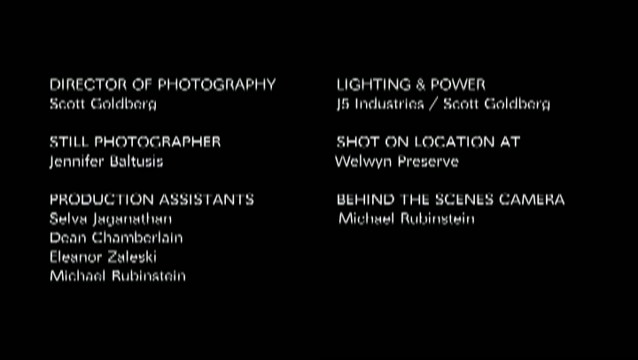 DIRECTOR OF PHOTOGRAPHY
Scott Goldberg
STILL PHOTOGRAPHER
Jennifer Baltusis
PRODUCTION ASSISTANTS
Selva Jaganathan
Dean Chamberlain
Eleanor Zaleski
Michael Rubinstein
LIGHTING & POWER
J5 Industries / Scott Goldberg
SHOT ON LOCATION AT
Welwyn Preserve
BEHIND THE SCENES CAMERA
Michael Rubinstein